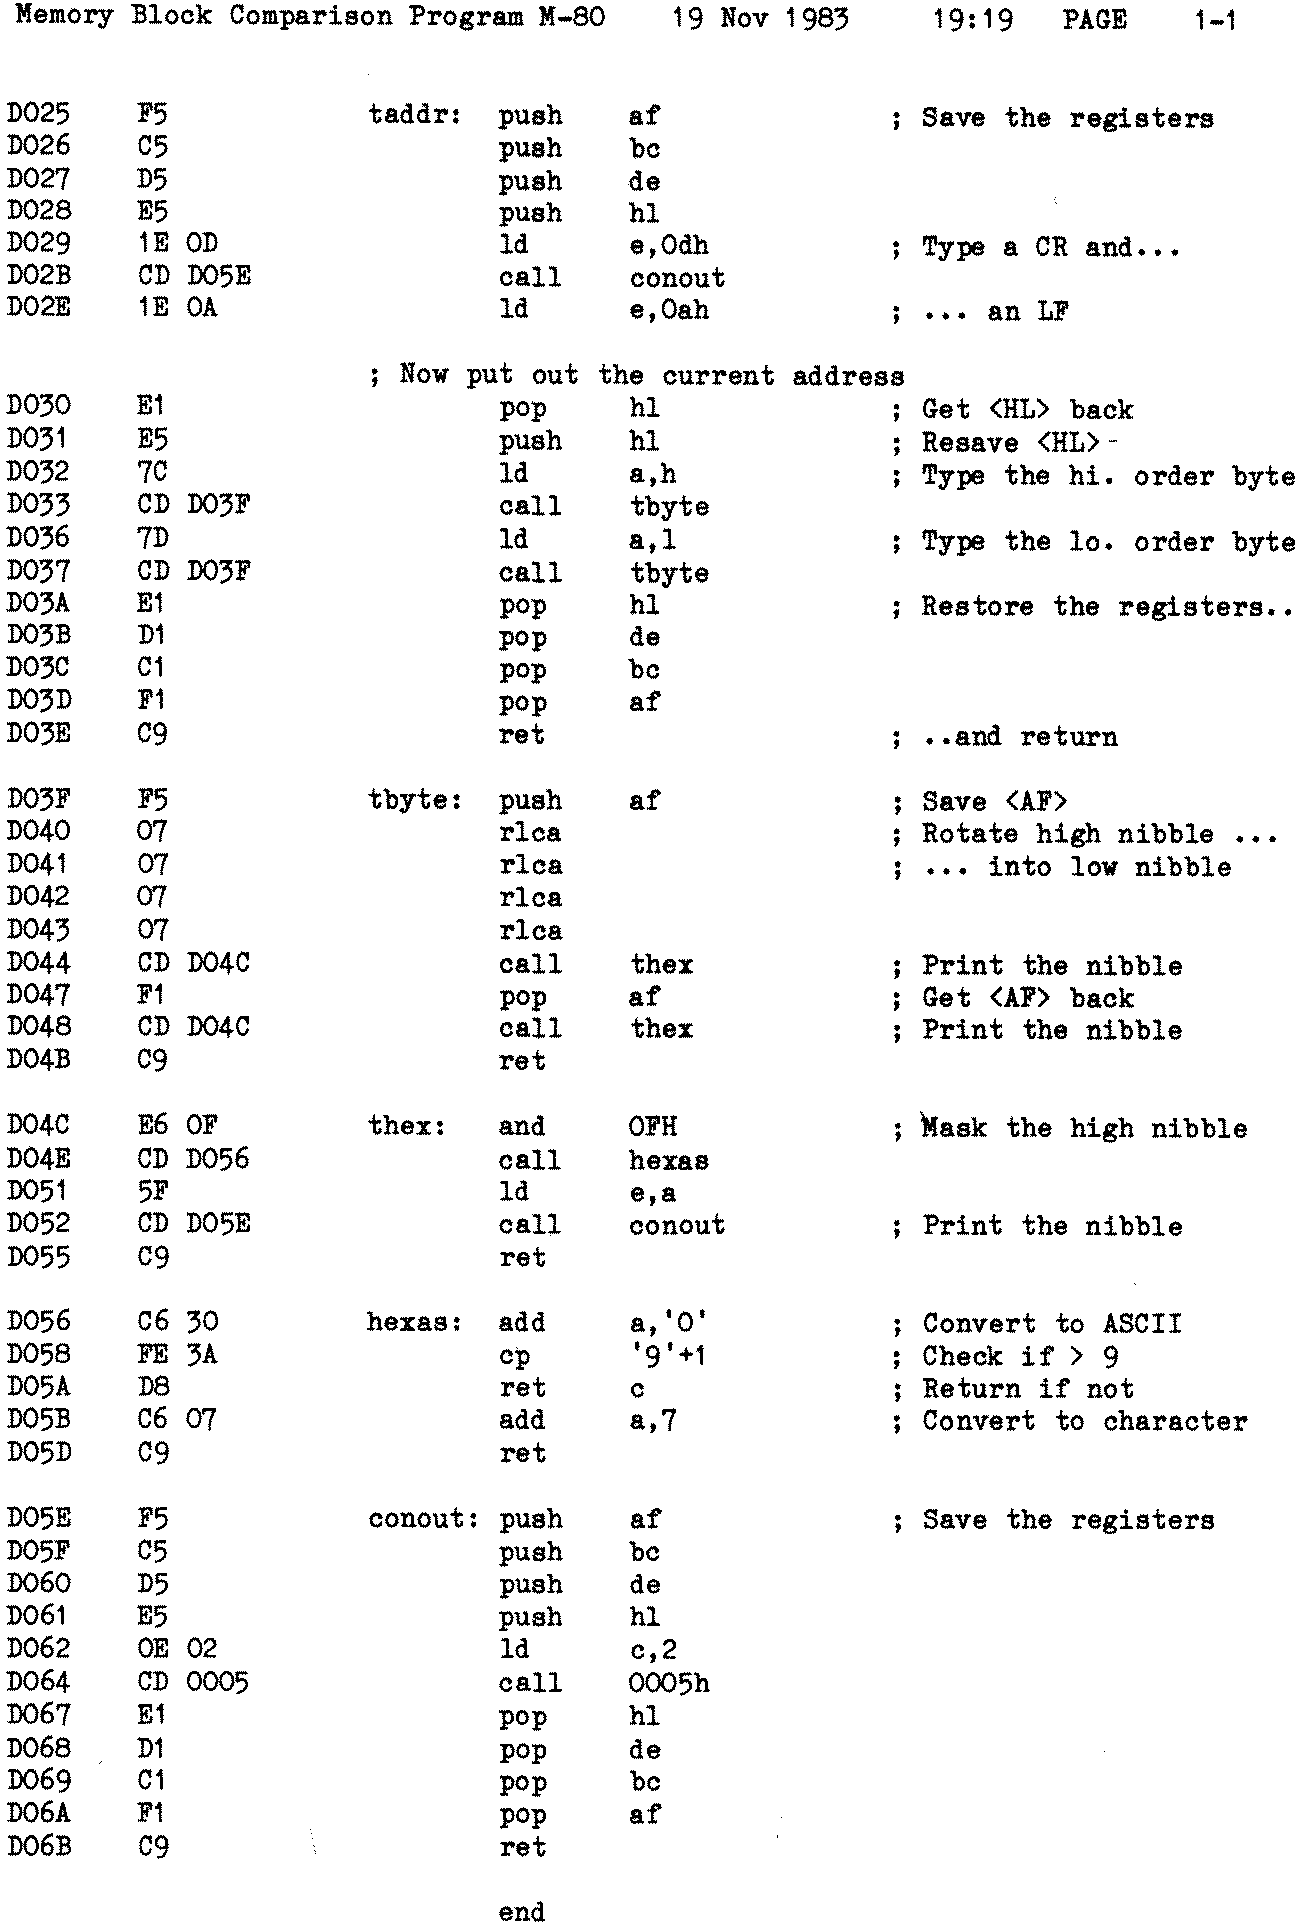 Memory Block Comparison Program M-80    19 Nov 1983     19:19   PAGE    1-1
D025    F5              taddr:  push    af              ; Save the registers
D026    C5                      push    bc
D027    D5                      push    de
D028    E5                      push    hl
D029    1E 0D                   ld      e,0dh           ; Type a CR and...
D02B    CD D05E                 call    conout
D02E    1E 0A                   ld      e,0ah           ; ... an LF
; Now put out the current address
D030    E1                      pop     hl              ; Get <HL> back
D031    E5                      push    hl              ; Resave <HL>
D032    7C                      ld      a,h             ; Type the hi. order byte
D033    CD D03F                 call    tbyte
D036    7D                      ld      a,l             ; Type the lo. order byte
D037    CD D03F                 call    tbyte
D03A    E1                      pop     hl              ; Restore the registers..
D03B    D1                      pop     de
D03C    C1                      pop     bc
D03D    F1                      pop     af
D03E    C9                      ret                     ; ..and return
D03F    F5              tbyte:  push    af              ; Save <AF>
D040    07                      rlca                    ; Rotate high nibble ...
D041    07                      rlca                    ; ... into low nibble
D042    07                      rlca
D043    07                      rlca
D044    CD D04C                 call    thex            ; Print the nibble
D047    F1                      pop     af              ; Get <AF> back
D048    CD D04C                 call    thex            ; Print the nibble
D04B    C9                      ret
D04C    E6 0F           thex:   and     0FH             ; Mask the high nibble
D04E    CD D056                 call    hexas
D051    5F                      ld      e,a
D052    CD D05E                 call    conout          ; Print the nibble
D055    C9                      ret
D056    C6 30           hexas:  add     a,'0'           ; Convert to ASCII
D058    FE 3A                   cp      '9'+1           ; Check if > 9
D05A    D8                      ret     c               ; Return if not
D05B    C6 07                   add     a,7             ; Convert to character
D05D    C9                      ret
D05E    F5              conout: push    af              ; Save the registers
D05F    C5                      push    bc
D060    D5                      push    de
D061    E5                      push    hl
D062    0E 02                   ld      c,2
D064    CD 0005                 call    0005h
D067    E1                      pop     hl
D068    D1                      pop     de
D069    C1                      pop     bc
D06A    F1                      pop     af
D06B    C9                      ret
end